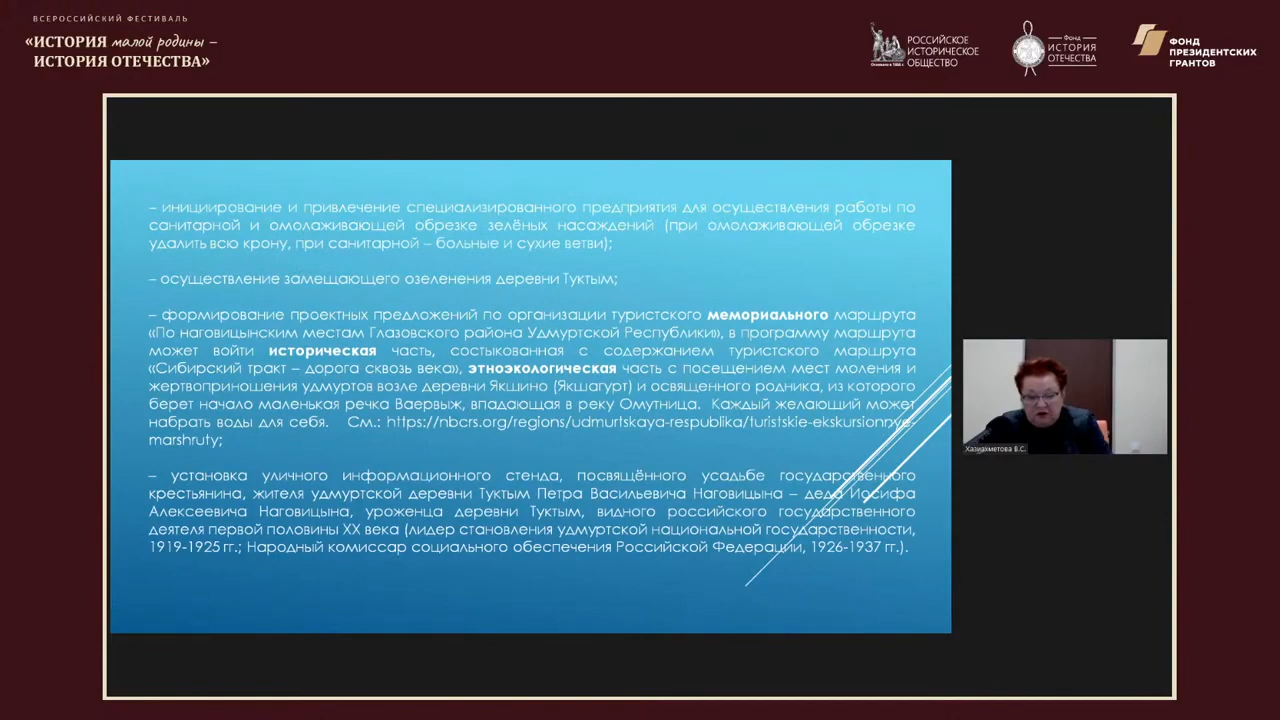 ВСЕРОССИЙСКИЙ ФЕСТИВАЛЬ
«ИСТОРИЯ малой родины –
ИСТОРИЯ ОТЕЧЕСТВА»
РОССИЙСКОЕ
ИСТОРИЧЕСКОЕ
ОБЩЕСТВО
Основано в 1866 г.
Фонд
ИСТОРИЯ
ОТЕЧЕСТВА
ФОНД
ПРЕЗИДЕНТСКИХ
ГРАНТОВ
– инициирование и привлечение специализированного предприятия для осуществления работы по
санитарной и омолаживающей обрезке зелёных насаждений (при омолаживающей обрезке
удалить всю крону, при санитарной – больные и сухие ветви);
– осуществление замещающего озеленения деревни Туктым;
– формирование проектных предложений по организации туристского мемориального маршрута
«По наговицынским местам Глазовского района Удмуртской Республики», в программу маршрута
может войти историческая часть, состыкованная с содержанием туристского маршрута
«Сибирский тракт – дорога сквозь века», этноэкологическая часть с посещением мест моления и
жертвоприношения удмуртов возле деревни Якшино (Якшагурт) и освященного родника, из которого
берет начало маленькая речка Ваервыж, впадающая в реку Омутница. Каждый желающий может
набрать воды для себя. См.: https://nbcrs.org/regions/udmurtskaya-respublika/turistskie-ekskursionnye-
marshruty;
– установка уличного информационного стенда, посвящённого усадьбе государственного
крестьянина, жителя удмуртской деревни Туктым Петра Васильевича Наговицына – деда Иосифа
Алексеевича Наговицына, уроженца деревни Туктым, видного российского государственного
деятеля первой половины XX века (лидер становления удмуртской национальной государственности,
1919-1925 гг.; Народный комиссар социального обеспечения Российской Федерации, 1926-1937 гг.).
Хазиахметова В.С.